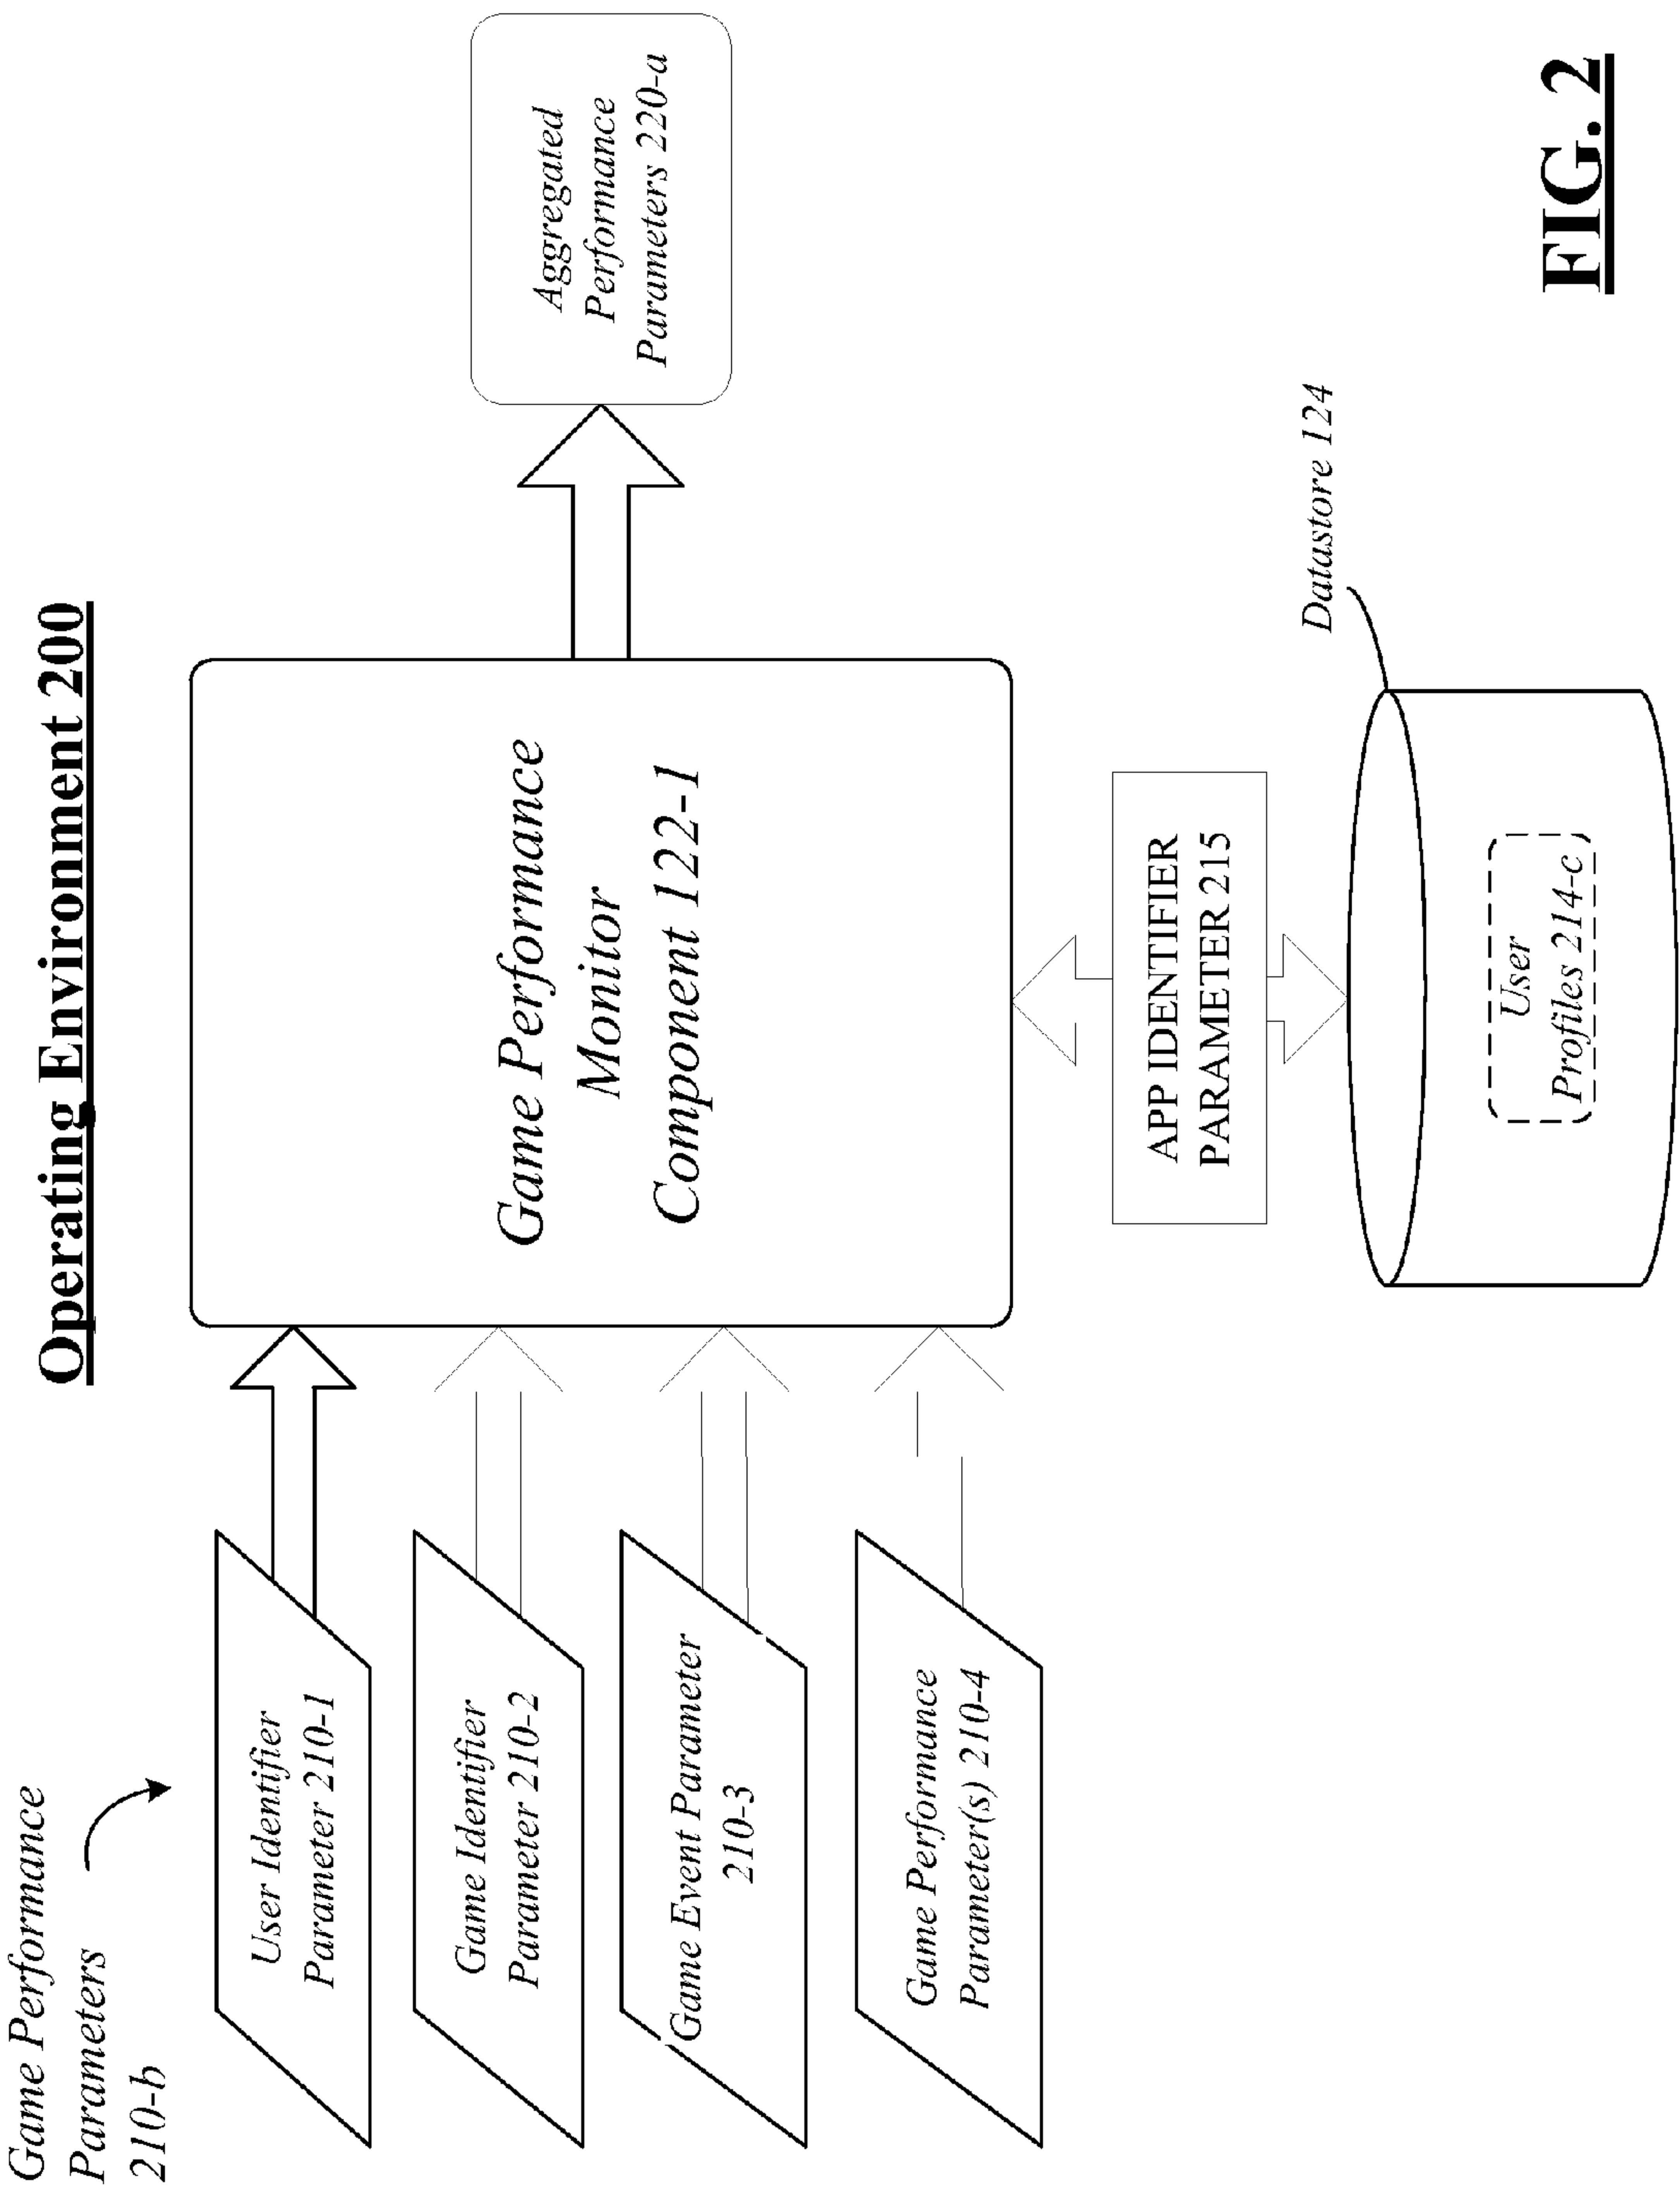 Operating Environment 200
Game Performance
Parameters
210-b
User Identifier
Parameter 210-1
Game Identifier
Parameter 210-2
Game Event Parameter
210-3
Game Performance
Parameter(s) 210-4
Game Performance
Monitor
Component 122-1
Aggregated
Performance
Parameters 220-a
APP IDENTIFIER
PARAMETER 215
Datastore 124
User
Profiles 214-c
FIG. 2